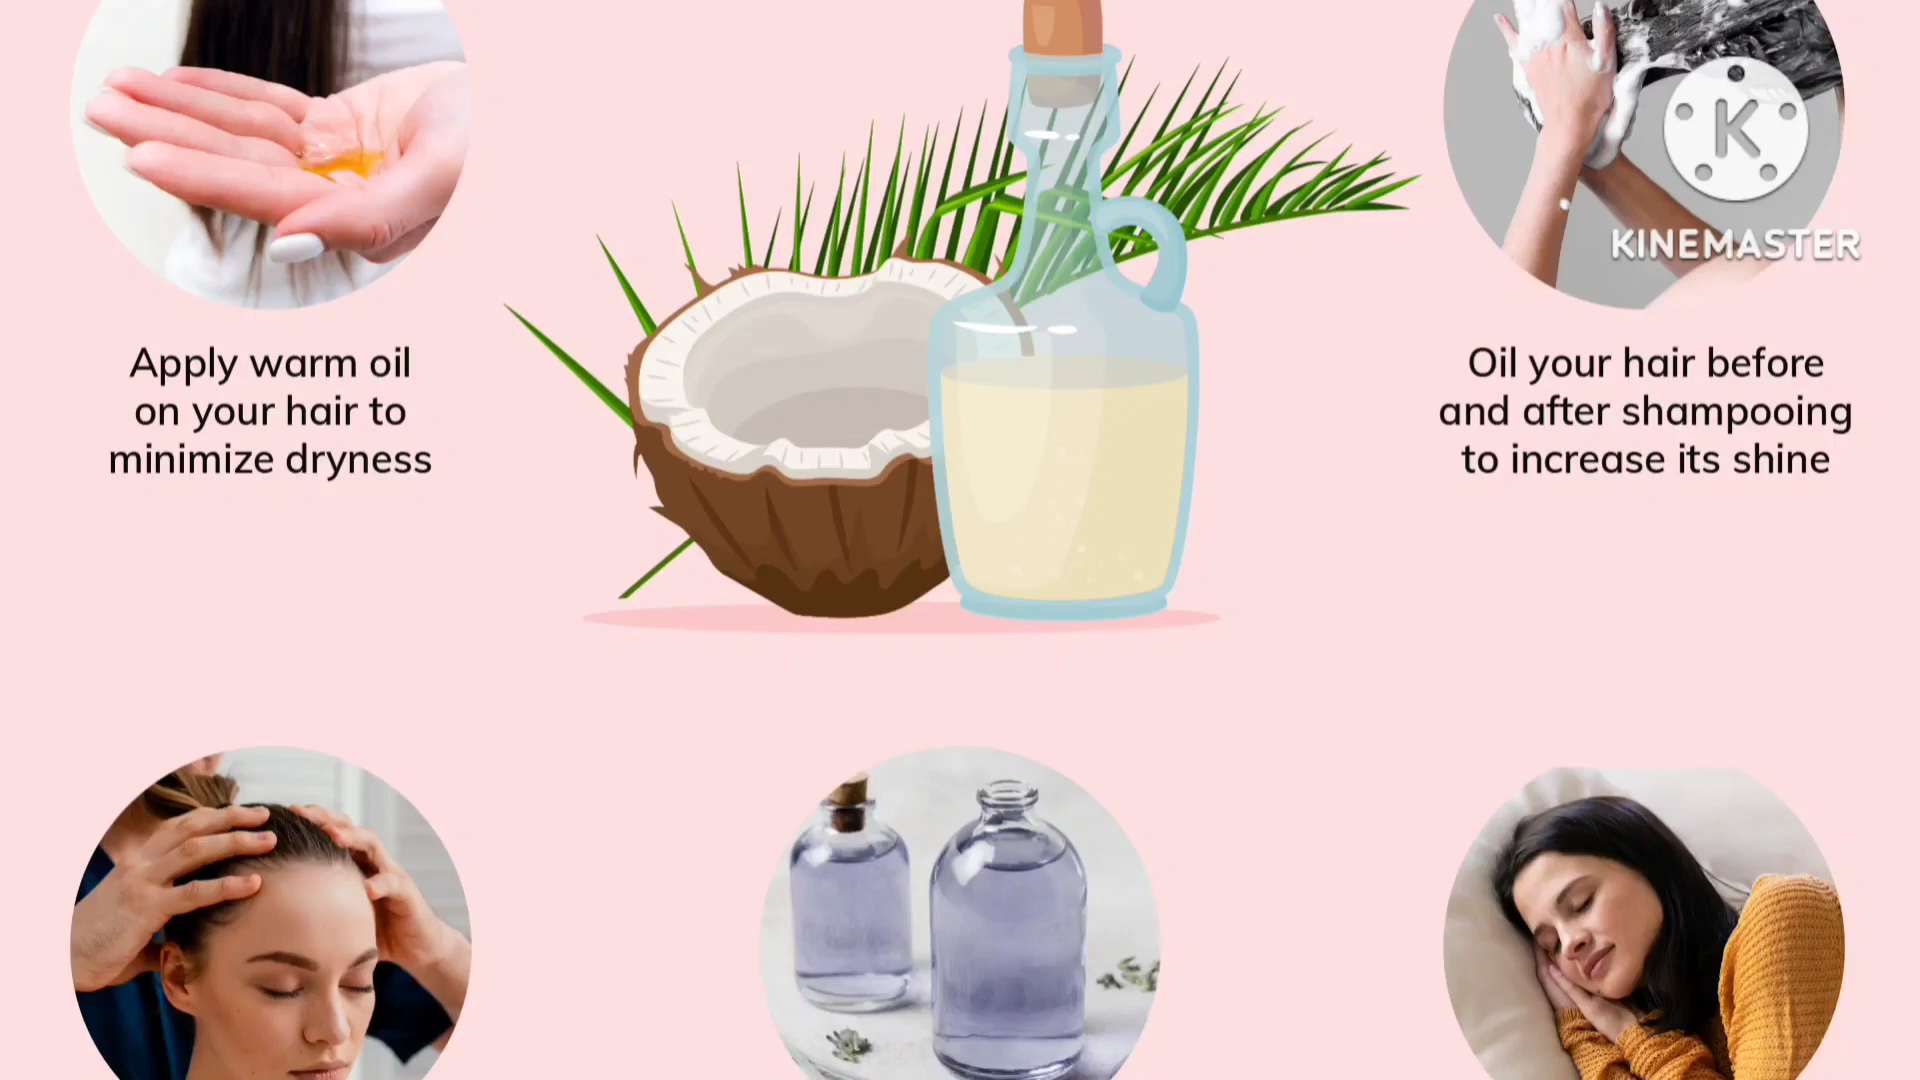 K
KINEMASTER
Apply warm oil
on your hair to
minimize dryness
Oil your hair before
and after shampooing
to increase its shine